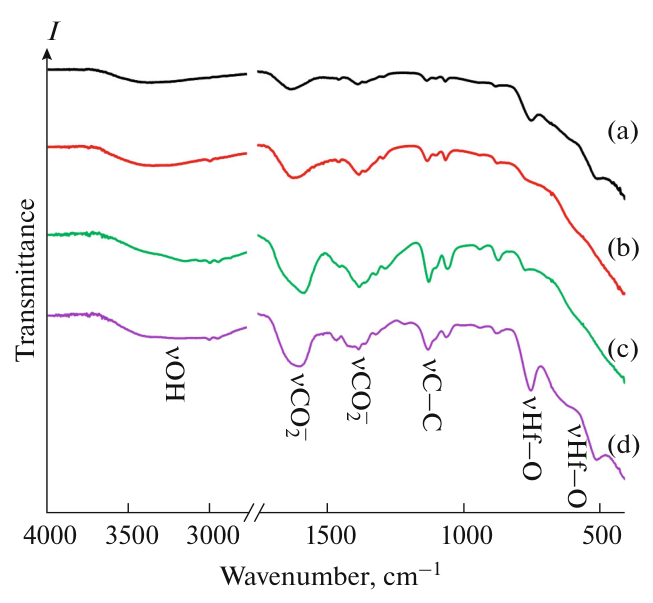 I
Transmittance
(a)
(b)
(c)
(d)
νOH
νCO₂⁻
νCO₂⁻
νC–C
νHf–O
νHf–O
4000 3500 3000 1500 1000 500
Wavenumber, cm⁻¹